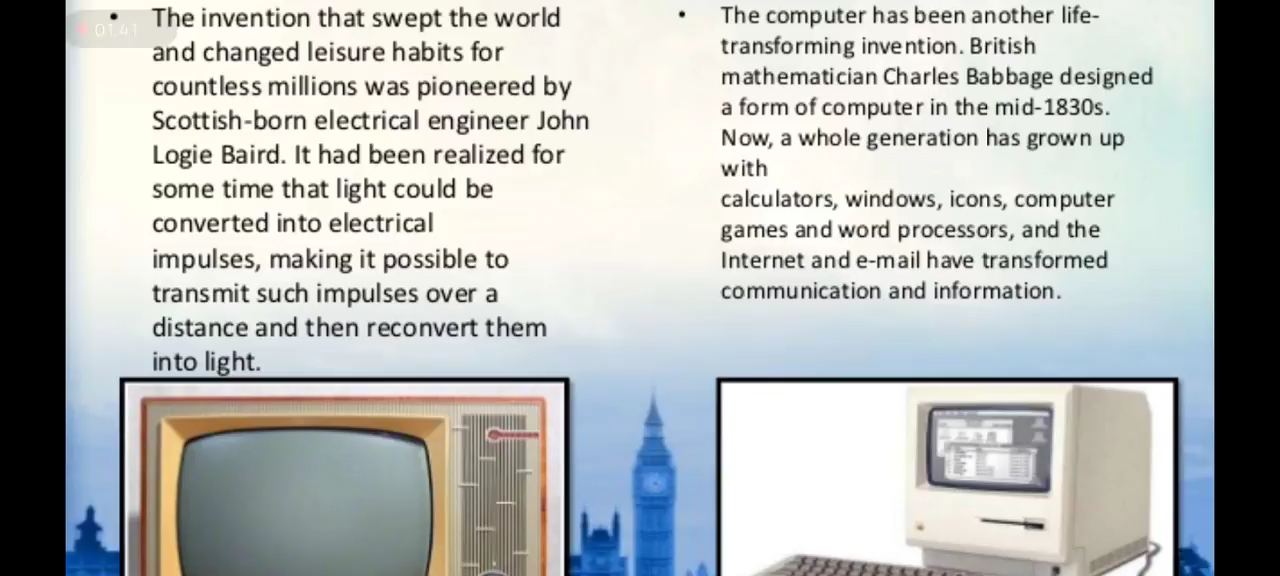 01:41
• The invention that swept the world
and changed leisure habits for
countless millions was pioneered by
Scottish-born electrical engineer John
Logie Baird. It had been realized for
some time that light could be
converted into electrical
impulses, making it possible to
transmit such impulses over a
distance and then reconvert them
into light.
• The computer has been another life-
transforming invention. British
mathematician Charles Babbage designed
a form of computer in the mid-1830s.
Now, a whole generation has grown up
with
calculators, windows, icons, computer
games and word processors, and the
Internet and e-mail have transformed
communication and information.